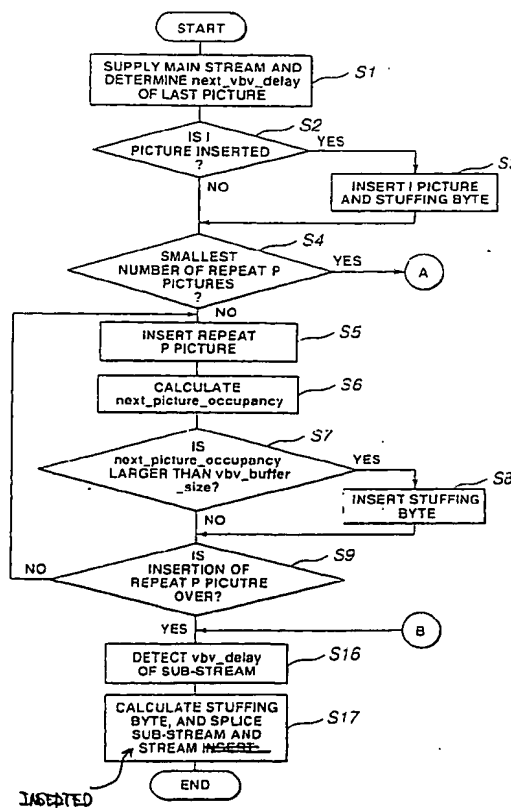 START
SUPPLY MAIN STREAM AND
DETERMINE next_vbv_delay
OF LAST PICTURE
S1
S2
IS I
PICTURE INSERTED
?
YES
NO
S3
INSERT I PICTURE
AND STUFFING BYTE
S4
SMALLEST
NUMBER OF REPEAT P
PICTURES
?
YES
A
NO
INSERT REPEAT
P PICTURE
S5
CALCULATE
next_picture_occupancy
S6
S7
IS
next_picture_occupancy
LARGER THAN vbv_buffer
_size?
YES
NO
S8
INSERT STUFFING
BYTE
S9
IS
INSERTION OF
REPEAT P PICUTRE
OVER?
NO
YES
B
DETECT vbv_delay
OF SUB-STREAM
S16
CALCULATE STUFFING
BYTE, AND SPLICE
SUB-STREAM AND
STREAM INSERT
S17
INSERTED
END